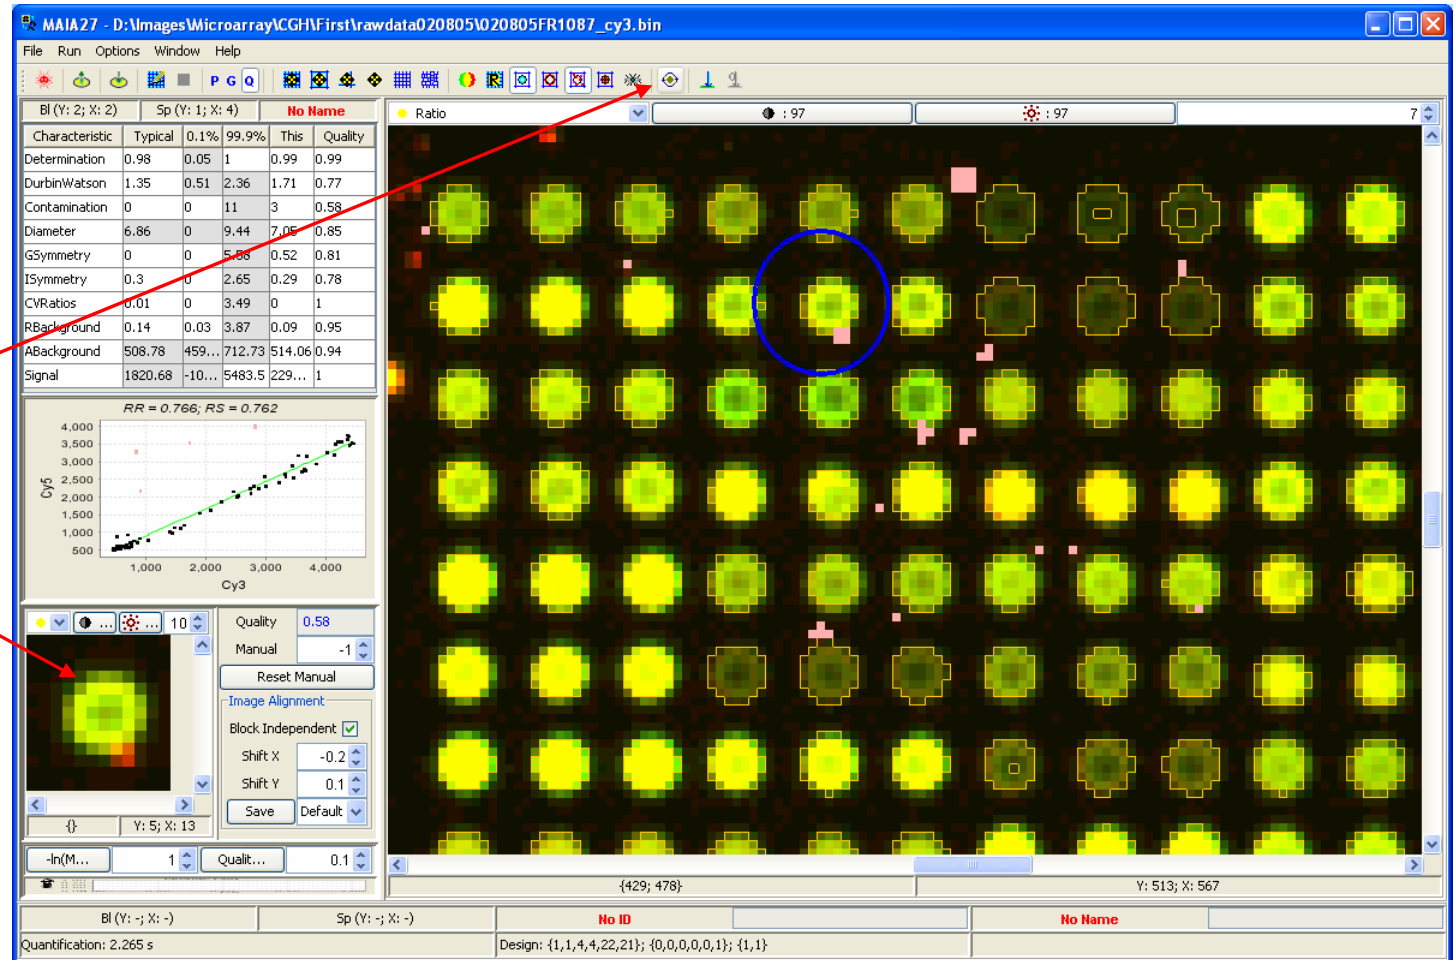 MAIA27 - D:\Images\Microarray\CGH\First\rawdata020805\020805FR1087_cy3.bin
File Run Options Window Help
P G Q
Bl (Y: 2; X: 2) Sp (Y: 1; X: 4) No Name
Characteristic Typical 0.1% 99.9% This Quality
Determination 0.98 0.05 1 0.99 0.99
DurbinWatson 1.35 0.51 2.36 1.71 0.77
Contamination 0 0 11 3 0.58
Diameter 6.86 0 9.44 7.05 0.85
GSymmetry 0 0 5.88 0.52 0.81
ISymmetry 0.3 0 2.65 0.29 0.78
CVRatios 0.01 0 3.49 0 1
RBackground 0.14 0.03 3.87 0.09 0.95
ABackground 508.78 459... 712.73 514.06 0.94
Signal 1820.68 -10... 5483.5 229... 1
Ratio : 97 : 97 7
RR = 0.766; RS = 0.762
4,000
3,500
3,000
2,500
2,000
1,500
1,000
500
Cy5
1,000 2,000 3,000 4,000
Cy3
... ... 10
Quality 0.58
Manual -1
Reset Manual
Image Alignment
Block Independent
Shift X -0.2
Shift Y 0.1
Save Default
{} Y: 5; X: 13
-ln(M... 1 Qualit... 0.1
{429; 478} Y: 513; X: 567
Bl (Y: -; X: -) Sp (Y: -; X: -) No ID No Name
Quantification: 2.265 s Design: {1,1,4,4,22,21}; {0,0,0,0,0,1}; {1,1}